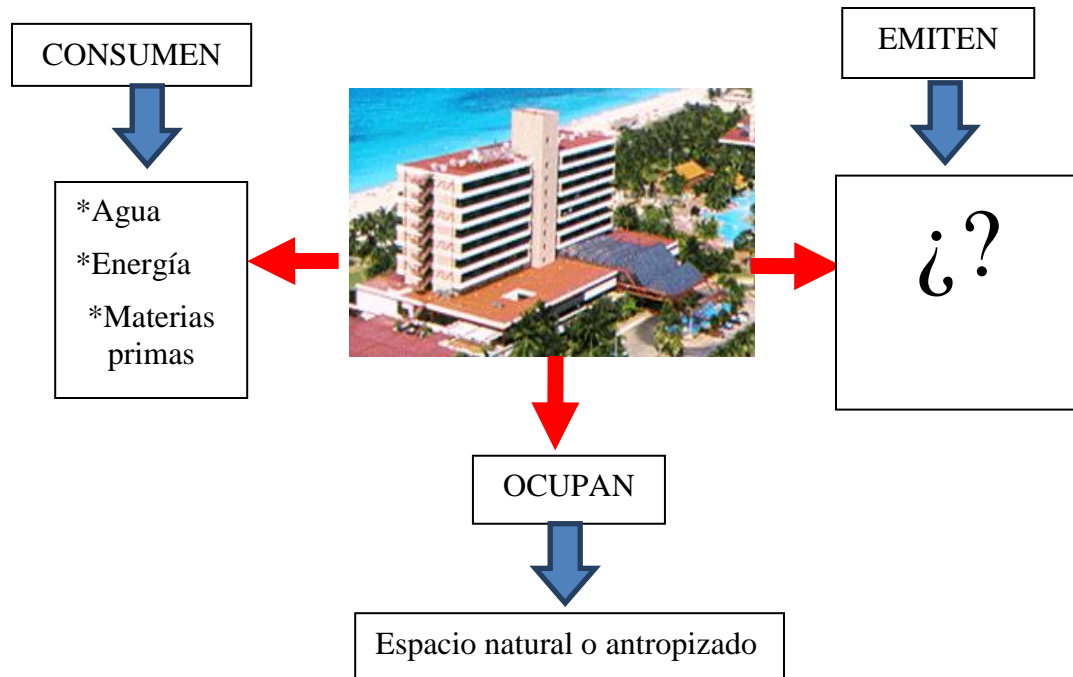 CONSUMEN
EMITEN
*Agua
*Energía
*Materias
primas
¿?
OCUPAN
Espacio natural o antropizado